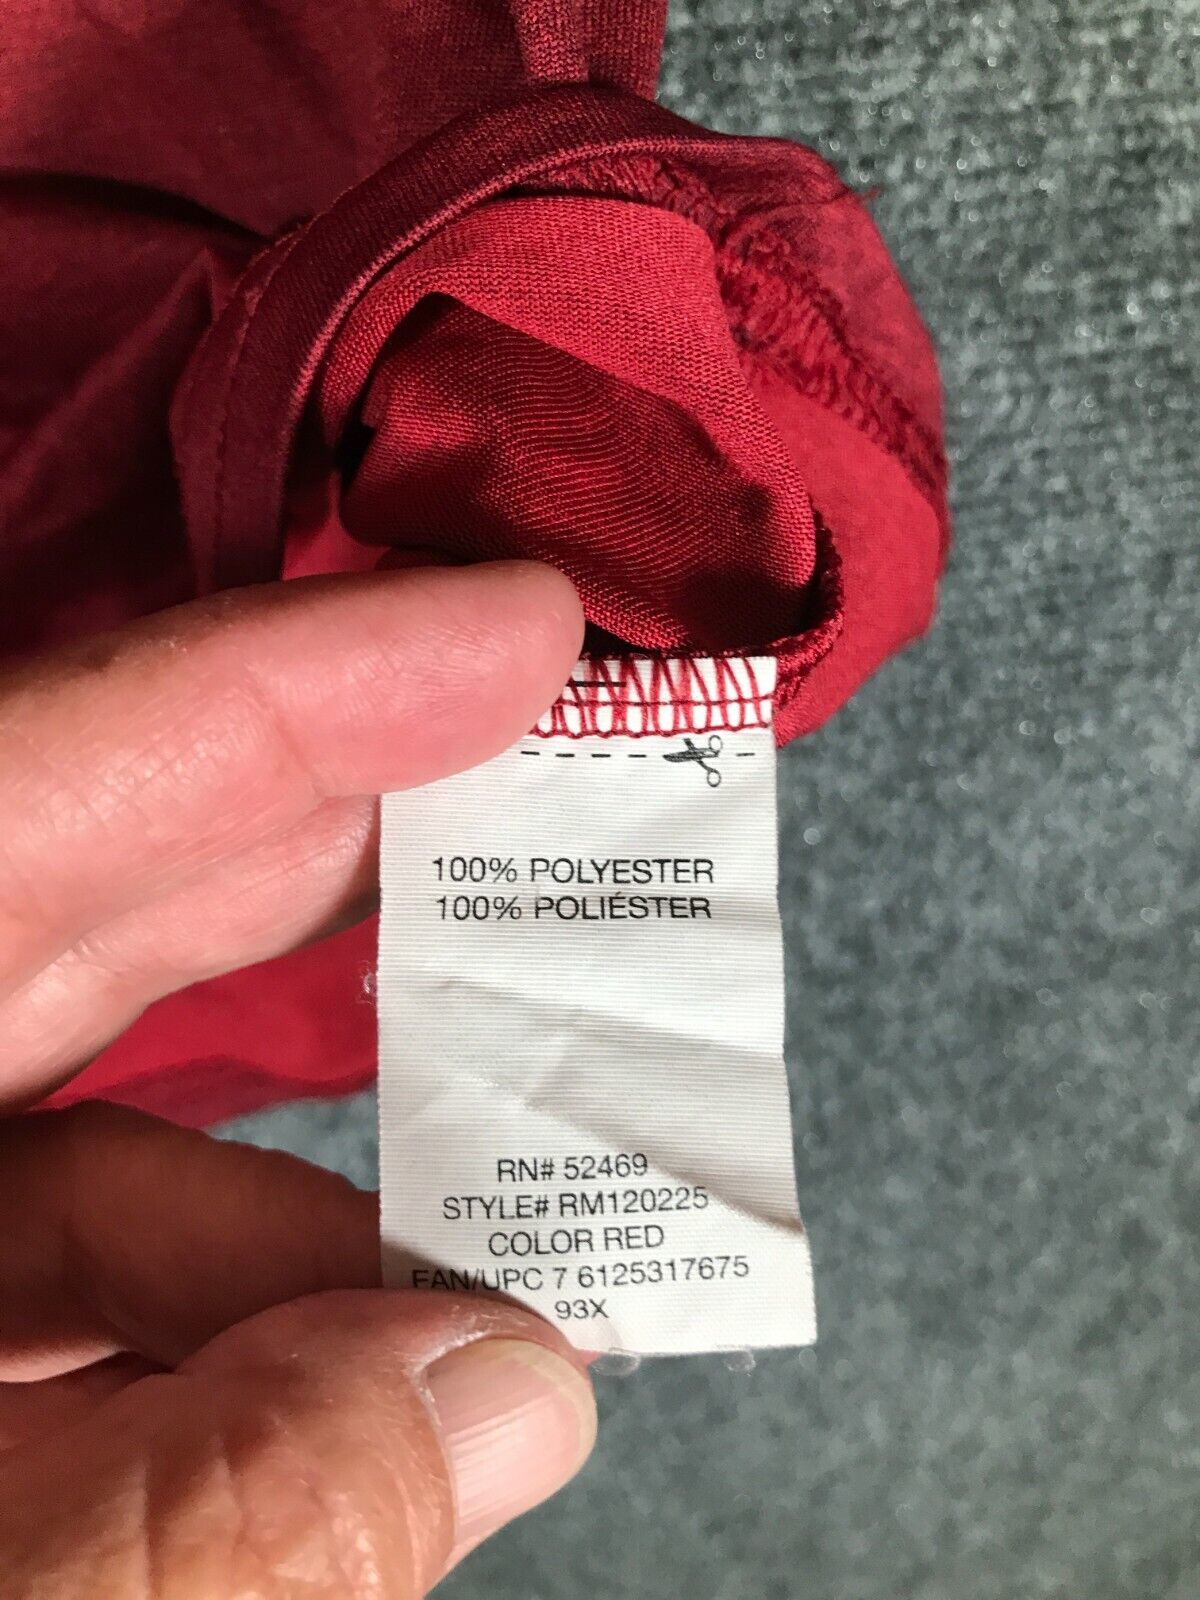 100% POLYESTER
100% POLIÉSTER
RN# 52469
STYLE# RM120225
COLOR RED
EAN/UPC 7 6125317675
93X